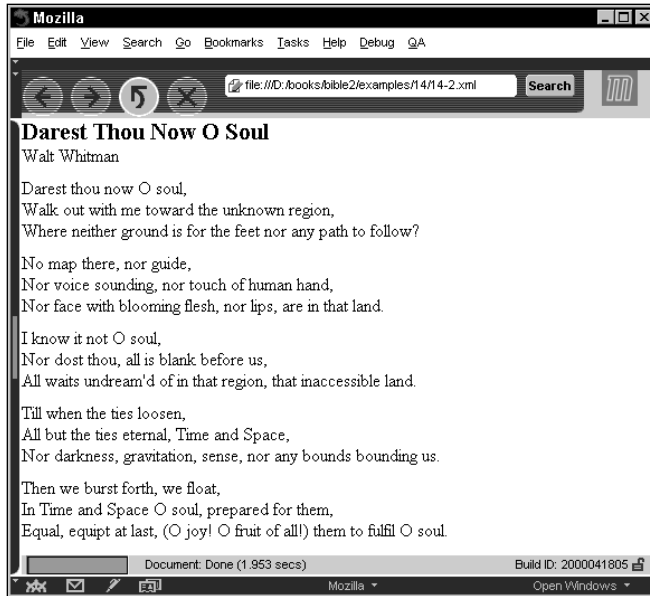 Mozilla
File Edit View Search Go Bookmarks Tasks Help Debug QA
file:///D:/books/bible2/examples/14/14-2.xml Search
Darest Thou Now O Soul
Walt Whitman
Darest thou now O soul,
Walk out with me toward the unknown region,
Where neither ground is for the feet nor any path to follow?
No map there, nor guide,
Nor voice sounding, nor touch of human hand,
Nor face with blooming flesh, nor lips, are in that land.
I know it not O soul,
Nor dost thou, all is blank before us,
All waits undream'd of in that region, that inaccessible land.
Till when the ties loosen,
All but the ties eternal, Time and Space,
Nor darkness, gravitation, sense, nor any bounds bounding us.
Then we burst forth, we float,
In Time and Space O soul, prepared for them,
Equal, equipt at last, (O joy! O fruit of all!) them to fulfil O soul.
Document: Done (1.953 secs) Build ID: 2000041805
Mozilla Open Windows